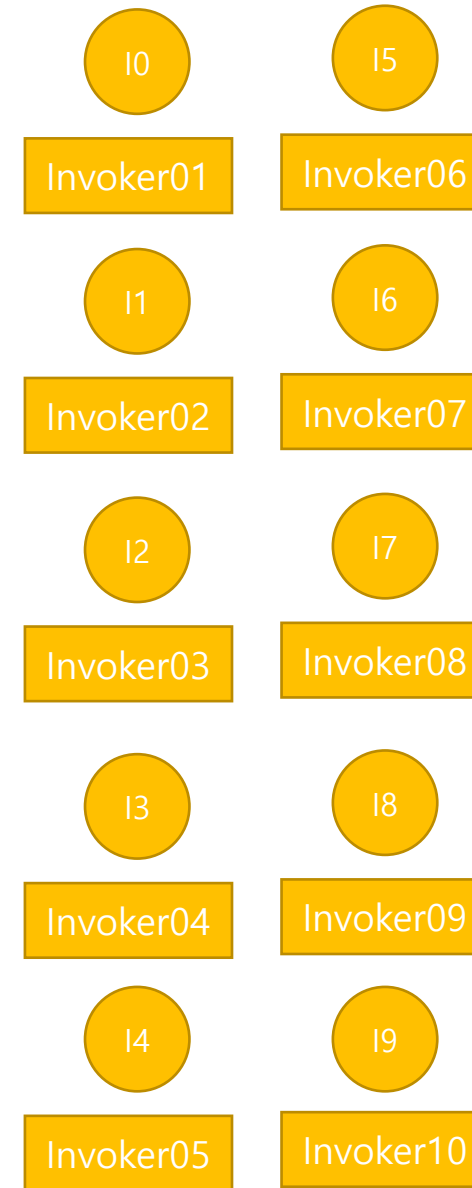 I0
Invoker01
I1
Invoker02
I2
Invoker03
I3
Invoker04
I4
Invoker05
I5
Invoker06
I6
Invoker07
I7
Invoker08
I8
Invoker09
I9
Invoker10